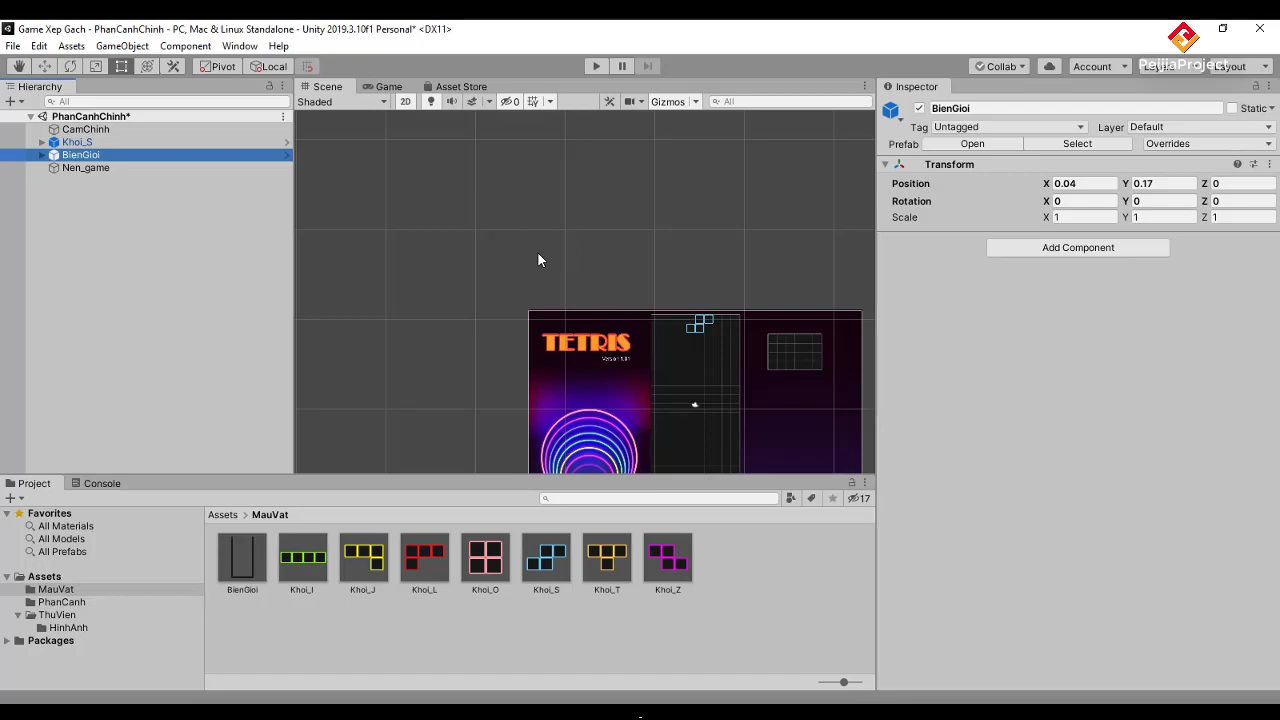 Game Xep Gach - PhanCanhChinh - PC, Mac & Linux Standalone - Unity 2019.3.10f1 Personal* <DX11>
File Edit Assets GameObject Component Window Help
PeijiaProject
Pivot Local Collab Account Layers Layout
Hierarchy Scene Game Asset Store Inspector
All Shaded 2D 0 Gizmos All
BienGioi Static
PhanCanhChinh*
CamChinh
Khoi_S
BienGioi
Nen_game
Tag Untagged Layer Default
Prefab Open Select Overrides
Transform
Position X 0.04 Y 0.17 Z 0
Rotation X 0 Y 0 Z 0
Scale X 1 Y 1 Z 1
Add Component
TETRIS
Project Console
17
Favorites
All Materials
All Models
All Prefabs
Assets
MauVat
PhanCanh
ThuVien
HinhAnh
Packages
Assets > MauVat
BienGioi Khoi_I Khoi_J Khoi_L Khoi_O Khoi_S Khoi_T Khoi_Z